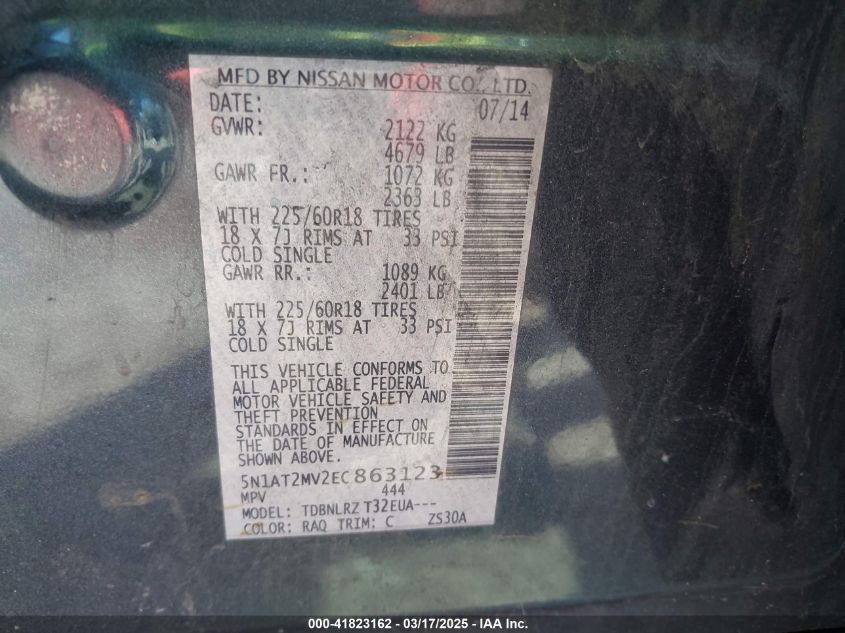 MFD BY NISSAN MOTOR CO., LTD.
DATE: 07/14
GVWR: 2122 KG
4679 LB
GAWR FR.: 1072 KG
2363 LB
WITH 225/60R18 TIRES
18 X 7J RIMS AT 33 PSI
COLD SINGLE
GAWR RR.: 1089 KG
2401 LB
WITH 225/60R18 TIRES
18 X 7J RIMS AT 33 PSI
COLD SINGLE
THIS VEHICLE CONFORMS TO
ALL APPLICABLE FEDERAL
MOTOR VEHICLE SAFETY AND
THEFT PREVENTION
STANDARDS IN EFFECT ON
THE DATE OF MANUFACTURE
SHOWN ABOVE.
5N1AT2MV2EC863123
MPV 444
MODEL: TDBNLRZ T32EUA---
COLOR: RAQ TRIM: C ZS30A
000-41823162 — 03/17/2025 — IAA, Inc.